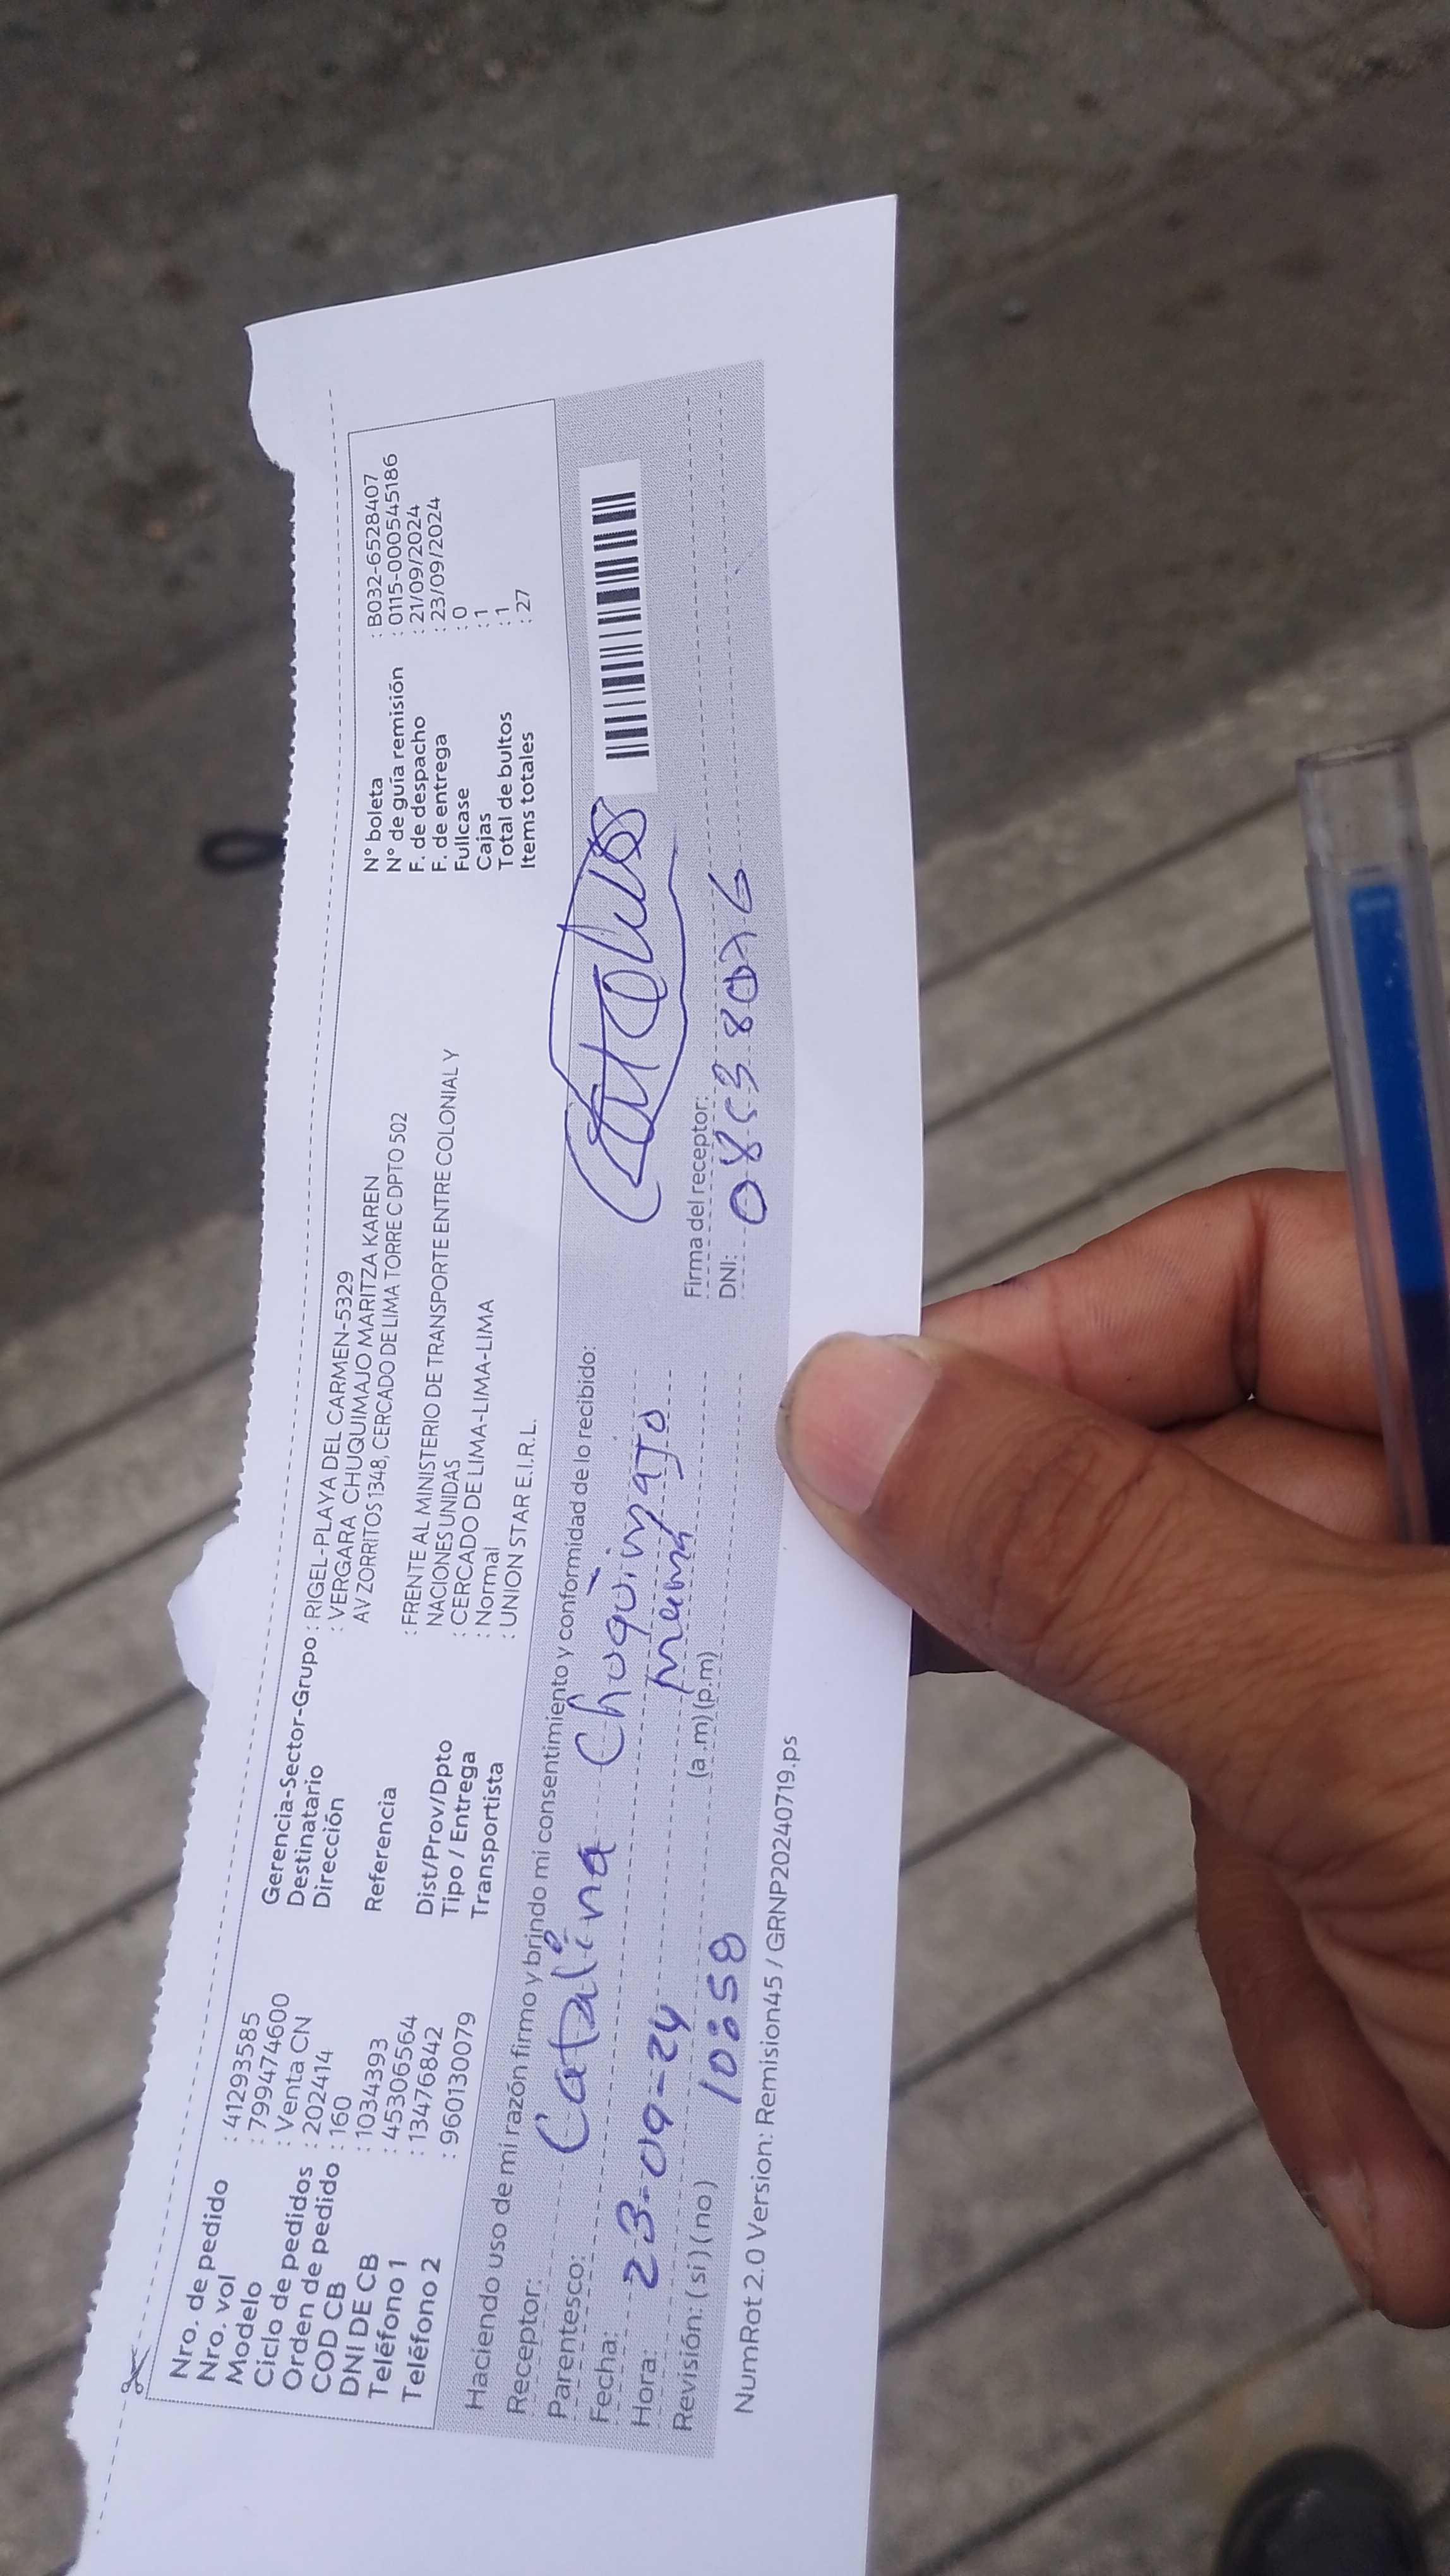 Nro. de pedido : 41293585
Nro. vol : 7994746​00
Modelo : Venta CN
Ciclo de pedidos : 202414
Orden de pedido : 160
COD CB : 1034393
DNI DE CB : 45306564
Teléfono 1 : 13476842
Teléfono 2 : 960130079
Gerencia-Sector-Grupo : RIGEL-PLAYA DEL CARMEN-5329
Destinatario : VERGARA CHUQUIMAJO MARITZA KAREN
Dirección AV ZORRITOS 1348, CERCADO DE LIMA TORRE C DPTO 502
Referencia : FRENTE AL MINISTERIO DE TRANSPORTE ENTRE COLONIAL Y
NACIONES UNIDAS
Dist/Prov/Dpto : CERCADO DE LIMA-LIMA-LIMA
Tipo / Entrega : Normal
Transportista : UNION STAR E.I.R.L.
N° boleta : B032-6528407
N° de guía remisión : 0115-000545186
F. de despacho : 21/09/2024
F. de entrega : 23/09/2024
Fullcase : 0
Cajas : 1
Total de bultos : 1
Items totales : 27
Haciendo uso de mi razón firmo y brindo mi consentimiento y conformidad de lo recibido:
Receptor: Catalina Choquimajo
Parentesco: mamá
Fecha: 23-09-24
Hora: 10:58 (a.m) (p.m)
Revisión: (si) (no)
Firma del receptor:
DNI:
NumRot 2.0 Version: Remision45 / GRNP20240719.ps